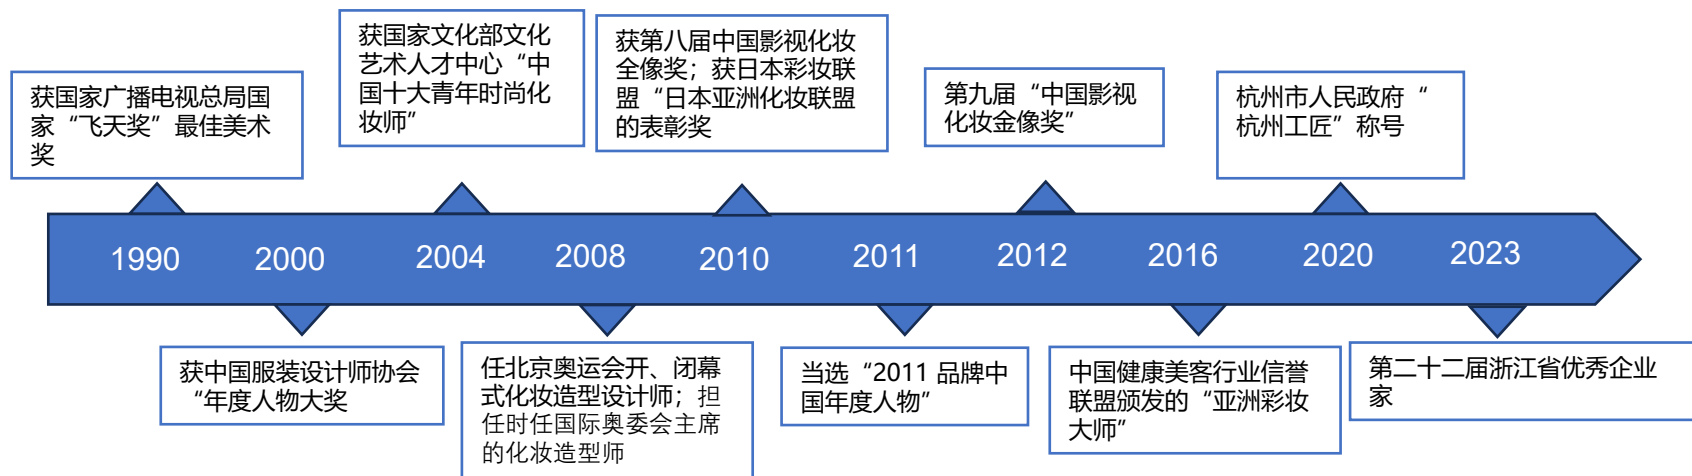 获国家广播电视总局国
家“飞天奖”最佳美术
奖
获国家文化部文化
艺术人才中心“中
国十大青年时尚化
妆师”
获第八届中国影视化妆
全像奖；获日本彩妆联
盟“日本亚洲化妆联盟
的表彰奖
第九届“中国影视
化妆金像奖”
杭州市人民政府“
杭州工匠”称号
1990
2000
2004
2008
2010
2011
2012
2016
2020
2023
获中国服装设计师协会
“年度人物大奖
任北京奥运会开、闭幕
式化妆造型设计师；担
任时任国际奥委会主席
的化妆造型师
当选“2011 品牌中
国年度人物”
中国健康美客行业信誉
联盟颁发的“亚洲彩妆
大师”
第二十二届浙江省优秀企业
家